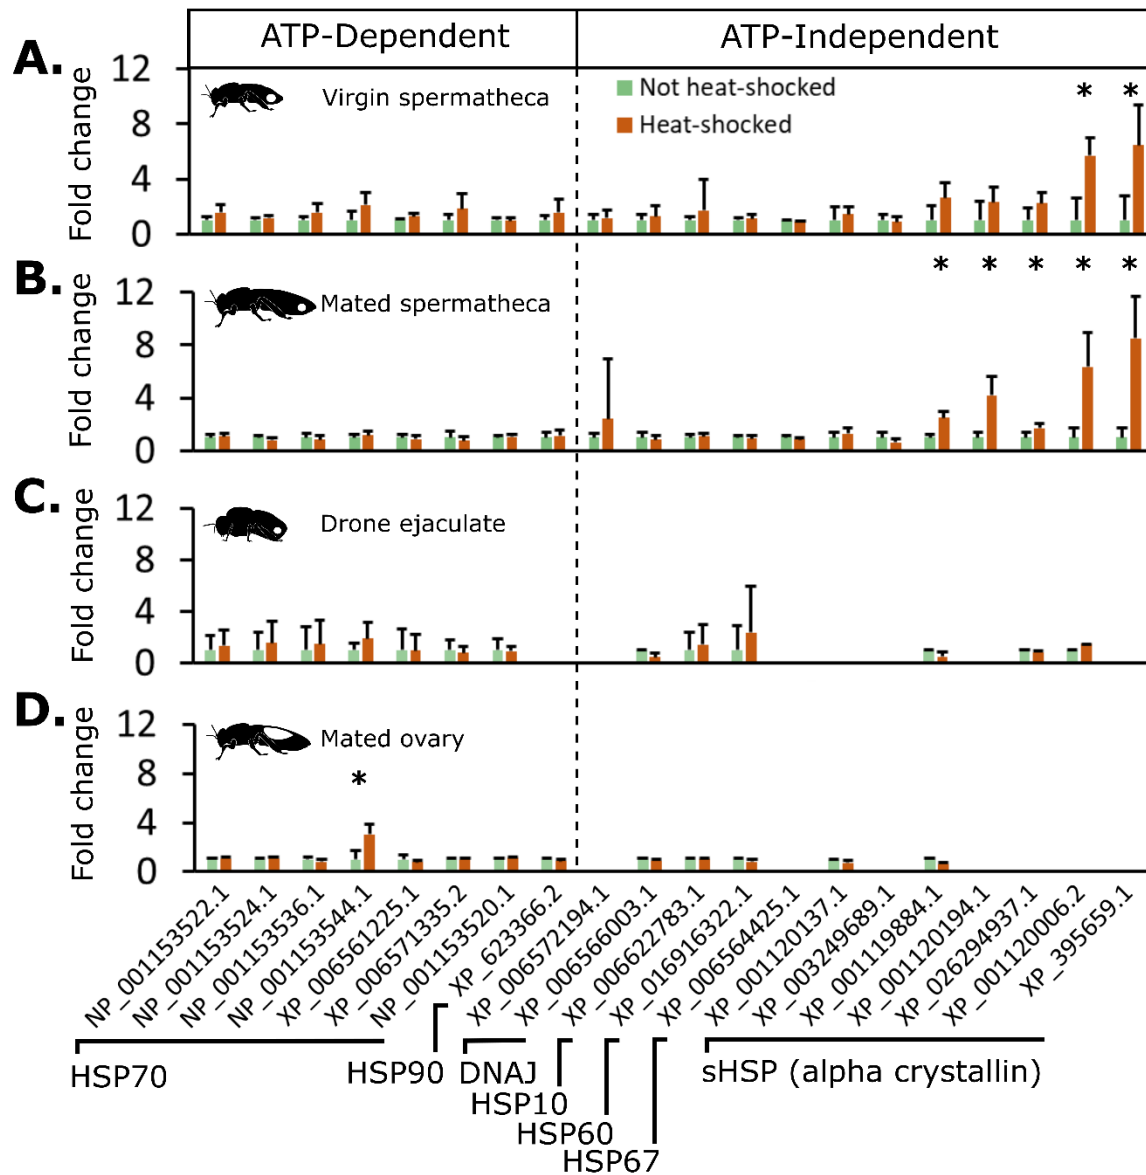 ATP-Dependent
ATP-Independent
A.
Fold change
12
8
4
0
Virgin spermatheca
Not heat-shocked
Heat-shocked
* *
B.
Fold change
12
8
4
0
Mated spermatheca
* * * * *
C.
Fold change
12
8
4
0
Drone ejaculate
D.
Fold change
12
8
4
0
Mated ovary
*
NP_001153522.1
NP_001153524.1
NP_001153536.1
NP_001153544.1
XP_006561225.1
XP_006571335.2
NP_001153520.1
XP_623366.2
XP_006572194.1
XP_006566003.1
XP_006622783.1
XP_016916322.1
XP_006564425.1
XP_001120137.1
XP_003249689.1
XP_001119884.1
XP_001120194.1
XP_026294937.1
XP_001120006.2
XP_395659.1
HSP70
HSP90
DNAJ
HSP10
HSP60
HSP67
sHSP (alpha crystallin)